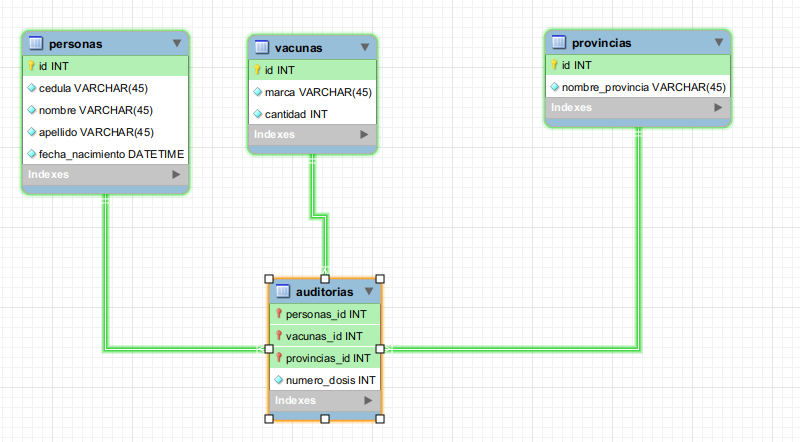 personas
id INT
cedula VARCHAR(45)
nombre VARCHAR(45)
apellido VARCHAR(45)
fecha_nacimiento DATETIME
Indexes
vacunas
id INT
marca VARCHAR(45)
cantidad INT
Indexes
provincias
id INT
nombre_provincia VARCHAR(45)
Indexes
auditorias
personas_id INT
vacunas_id INT
provincias_id INT
numero_dosis INT
Indexes